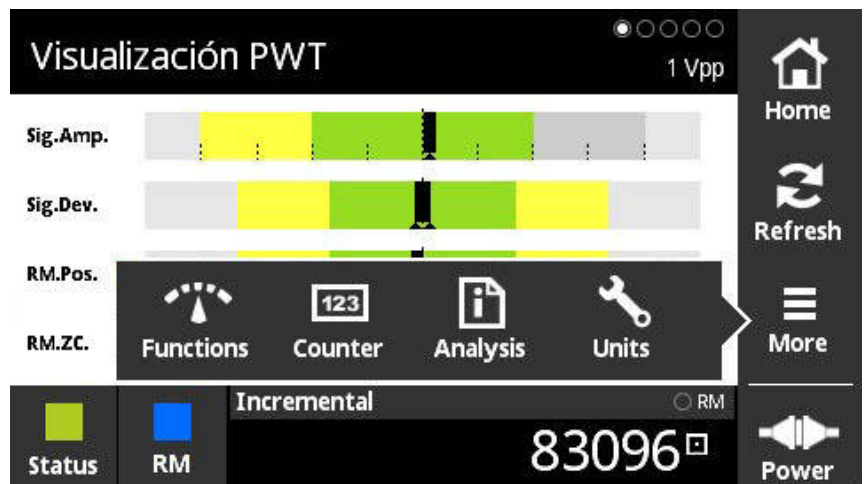 Visualización PWT
1 Vpp
Home
Sig.Amp.
Sig.Dev.
Refresh
RM.Pos.
RM.ZC.
Functions
123
Counter
Analysis
Units
More
Incremental
RM
83096
Status
RM
Power